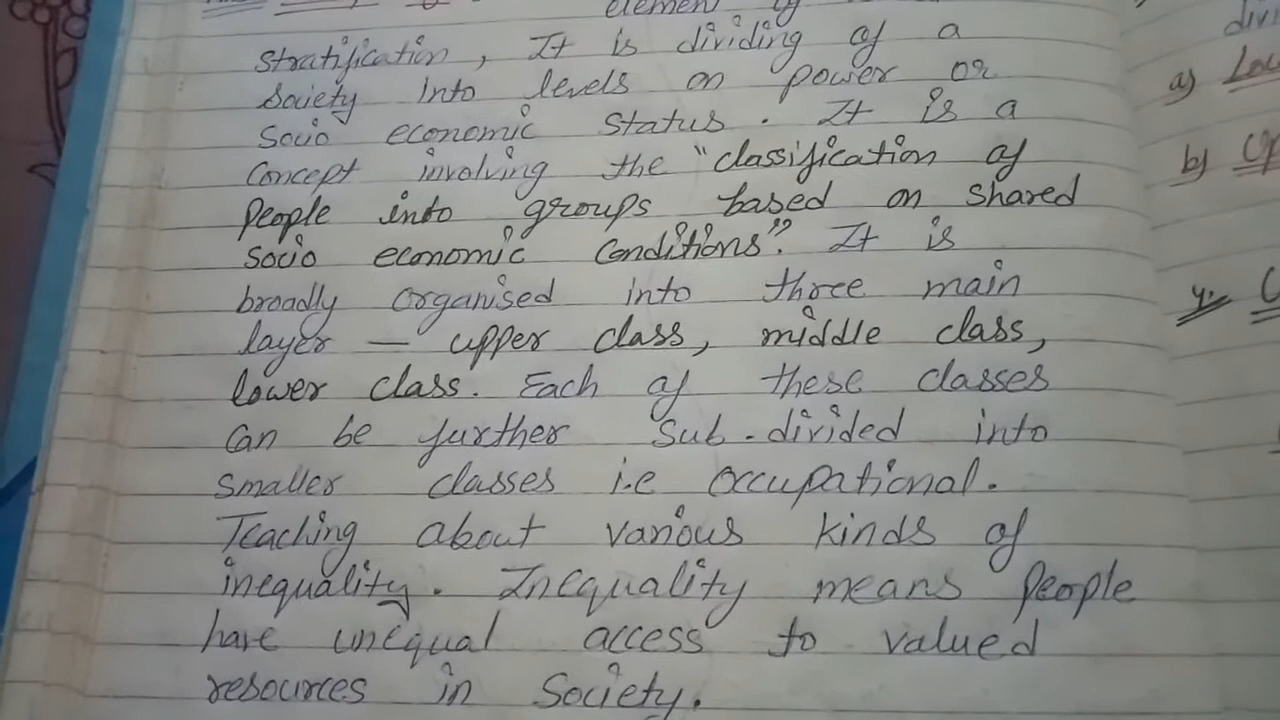 element of
stratification, It is dividing of a
society into levels on power or
socio economic status. It is a
concept involving the "classification of
people into groups based on shared
socio economic conditions". It is
broadly organised into three main
layer — upper class, middle class,
lower class. Each of these classes
can be further sub-divided into
smaller classes i.e occupational.
Teaching about various kinds of
inequality. Inequality means people
have unequal access to valued
resources in society.
a)
b)
4.